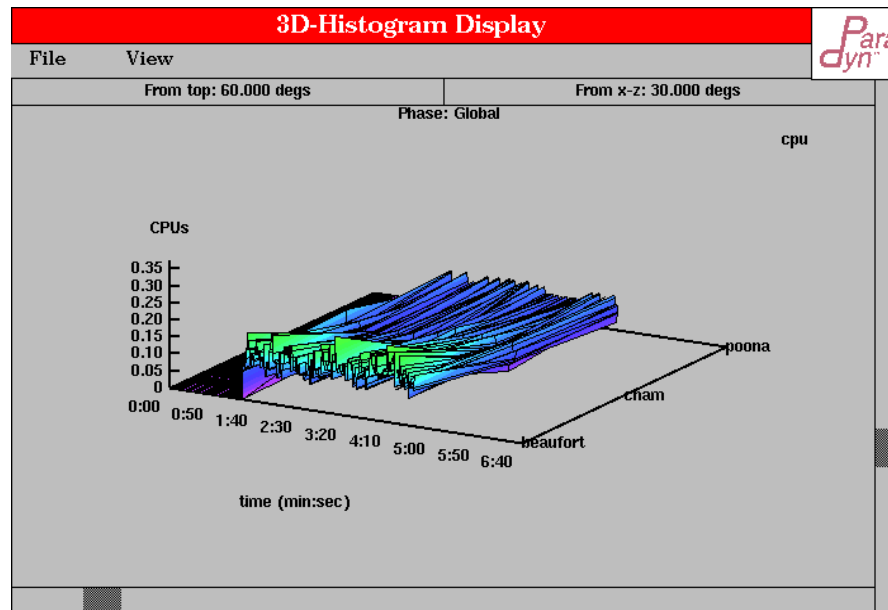 3D-Histogram Display
Para
dyn™
File View
From top: 60.000 degs From x-z: 30.000 degs
Phase: Global
cpu
CPUs
0.35
0.30
0.25
0.20
0.15
0.10
0.05
0
0:00 0:50 1:40 2:30 3:20 4:10 5:00 5:50 6:40
poona
cham
beaufort
time (min:sec)